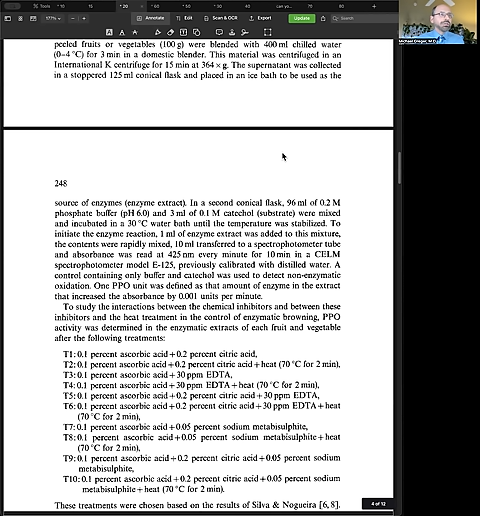 Tools
10
15
20
60
50
30
40
can yo...
70
80
177%
Annotate
Edit
Scan & OCR
Export
Update
Search
Michael Greger, M.D.
peeled fruits or vegetables (100 g) were blended with 400 ml chilled water
(0–4 °C) for 3 min in a domestic blender. This material was centrifuged in an
International K centrifuge for 15 min at 364 × g. The supernatant was collected
in a stoppered 125 ml conical flask and placed in an ice bath to be used as the
248
source of enzymes (enzyme extract). In a second conical flask, 96 ml of 0.2 M
phosphate buffer (pH 6.0) and 3 ml of 0.1 M catechol (substrate) were mixed
and incubated in a 30 °C water bath until the temperature was stabilized. To
initiate the enzyme reaction, 1 ml of enzyme extract was added to this mixture,
the contents were rapidly mixed, 10 ml transferred to a spectrophotometer tube
and absorbance was read at 425 nm every minute for 10 min in a CELM
spectrophotometer model E-125, previously calibrated with distilled water. A
control containing only buffer and catechol was used to detect non-enzymatic
oxidation. One PPO unit was defined as that amount of enzyme in the extract
that increased the absorbance by 0.001 units per minute.
To study the interactions between the chemical inhibitors and between these
inhibitors and the heat treatment in the control of enzymatic browning, PPO
activity was determined in the enzymatic extracts of each fruit and vegetable
after the following treatments:
T1: 0.1 percent ascorbic acid + 0.2 percent citric acid,
T2: 0.1 percent ascorbic acid + 0.2 percent citric acid + heat (70 °C for 2 min),
T3: 0.1 percent ascorbic acid + 30 ppm EDTA,
T4: 0.1 percent ascorbic acid + 30 ppm EDTA + heat (70 °C for 2 min),
T5: 0.1 percent ascorbic acid + 0.2 percent citric acid + 30 ppm EDTA,
T6: 0.1 percent ascorbic acid + 0.2 percent citric acid + 30 ppm EDTA + heat
(70 °C for 2 min),
T7: 0.1 percent ascorbic acid + 0.05 percent sodium metabisulphite,
T8: 0.1 percent ascorbic acid + 0.05 percent sodium metabisulphite + heat
(70 °C for 2 min),
T9: 0.1 percent ascorbic acid + 0.2 percent citric acid + 0.05 percent sodium
metabisulphite,
T10: 0.1 percent ascorbic acid + 0.2 percent citric acid + 0.05 percent sodium
metabisulphite + heat (70 °C for 2 min).
These treatments were chosen based on the results of Silva & Nogueira [6, 8].
4 of 12